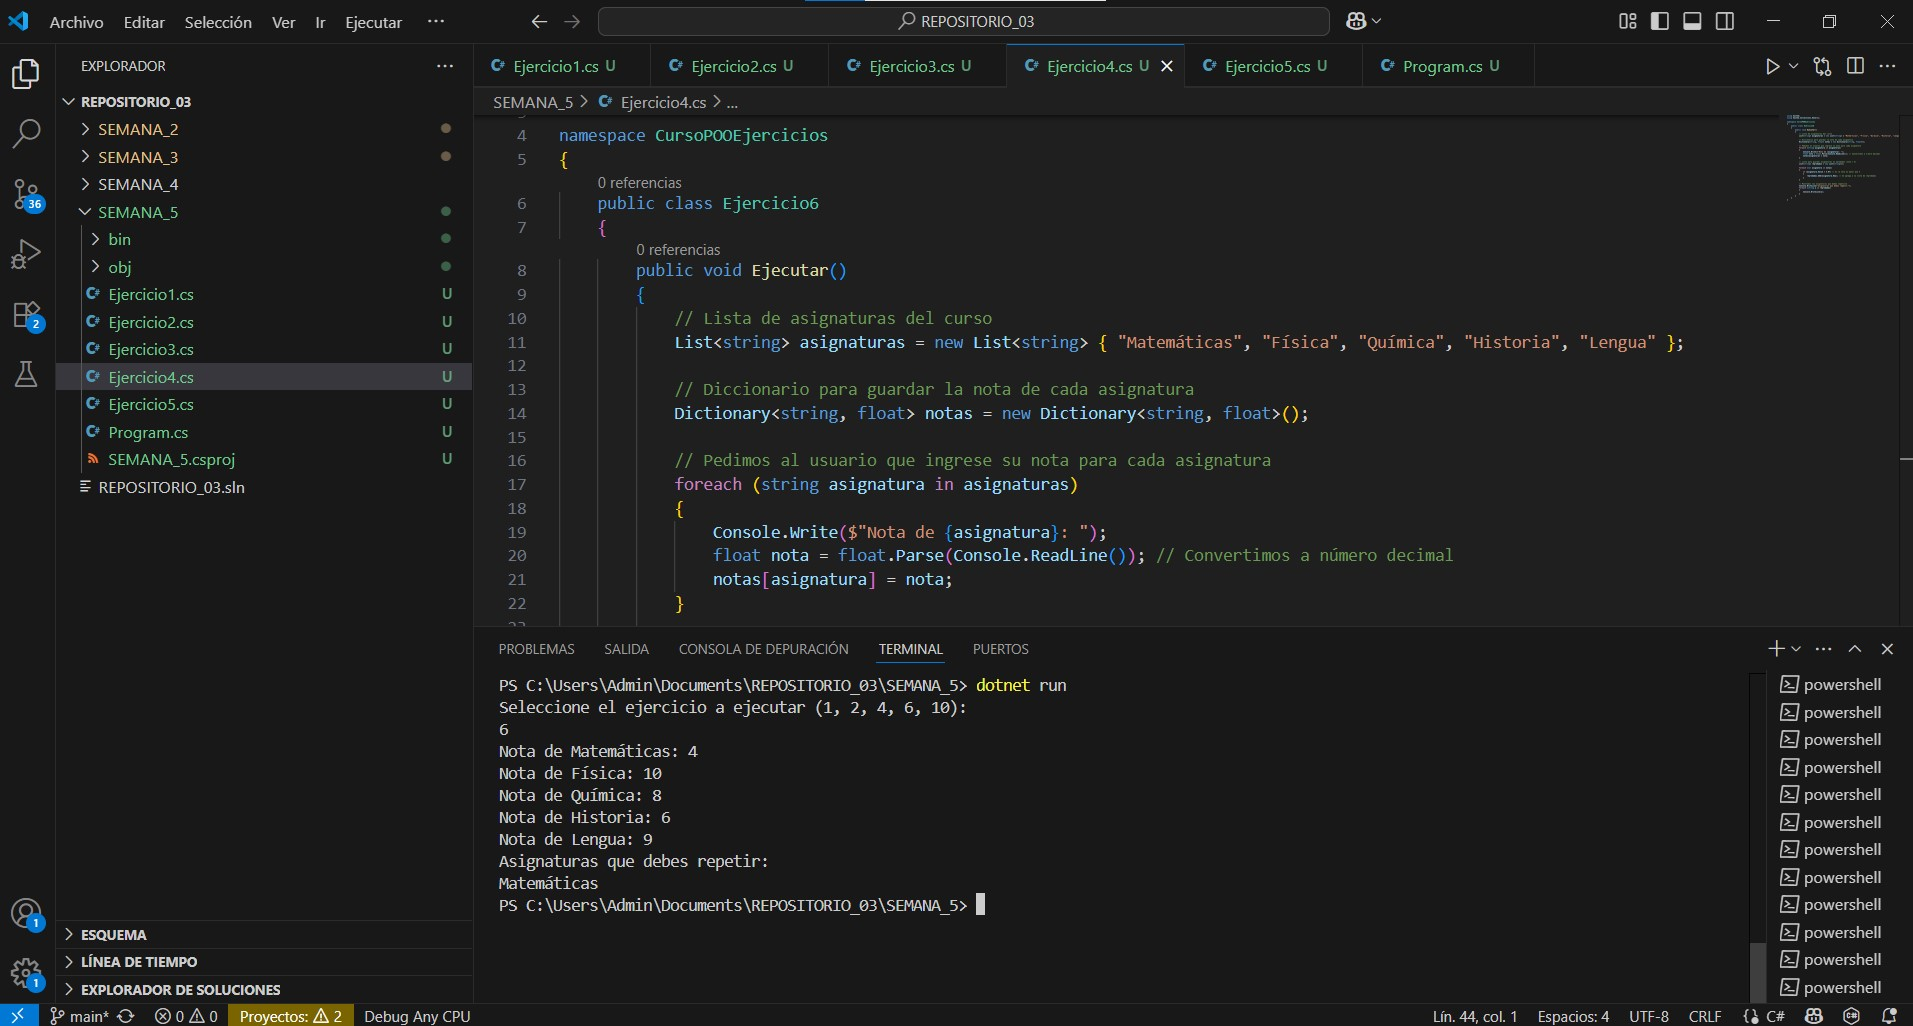 Archivo Editar Selección Ver Ir Ejecutar ··· REPOSITORIO_03
EXPLORADOR ···
REPOSITORIO_03
SEMANA_2
SEMANA_3
SEMANA_4
SEMANA_5
bin
obj
C# Ejercicio1.cs U
C# Ejercicio2.cs U
C# Ejercicio3.cs U
C# Ejercicio4.cs U
C# Ejercicio5.cs U
C# Program.cs U
SEMANA_5.csproj U
REPOSITORIO_03.sln
36
2
1
1
ESQUEMA
LÍNEA DE TIEMPO
EXPLORADOR DE SOLUCIONES
C# Ejercicio1.cs U C# Ejercicio2.cs U C# Ejercicio3.cs U C# Ejercicio4.cs U C# Ejercicio5.cs U C# Program.cs U
SEMANA_5 > C# Ejercicio4.cs > ...
4 namespace CursoPOOEjercicios
5 {
0 referencias
6 public class Ejercicio6
7 {
0 referencias
8 public void Ejecutar()
9 {
10 // Lista de asignaturas del curso
11 List<string> asignaturas = new List<string> { "Matemáticas", "Física", "Química", "Historia", "Lengua" };
12
13 // Diccionario para guardar la nota de cada asignatura
14 Dictionary<string, float> notas = new Dictionary<string, float>();
15
16 // Pedimos al usuario que ingrese su nota para cada asignatura
17 foreach (string asignatura in asignaturas)
18 {
19 Console.Write($"Nota de {asignatura}: ");
20 float nota = float.Parse(Console.ReadLine()); // Convertimos a número decimal
21 notas[asignatura] = nota;
22 }
PROBLEMAS SALIDA CONSOLA DE DEPURACIÓN TERMINAL PUERTOS
PS C:\Users\Admin\Documents\REPOSITORIO_03\SEMANA_5> dotnet run
Seleccione el ejercicio a ejecutar (1, 2, 4, 6, 10):
6
Nota de Matemáticas: 4
Nota de Física: 10
Nota de Química: 8
Nota de Historia: 6
Nota de Lengua: 9
Asignaturas que debes repetir:
Matemáticas
PS C:\Users\Admin\Documents\REPOSITORIO_03\SEMANA_5>
powershell
powershell
powershell
powershell
powershell
powershell
powershell
powershell
powershell
powershell
powershell
powershell
main* 0 0 Proyectos: 2 Debug Any CPU Lín. 44, col. 1 Espacios: 4 UTF-8 CRLF C#